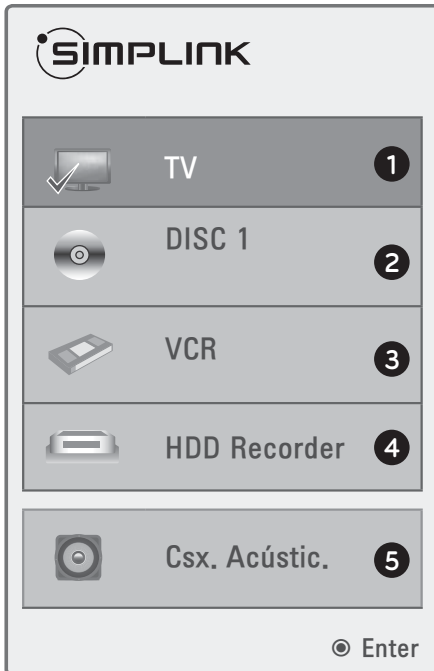 SIMPLINK
TV 1
DISC 1 2
VCR 3
HDD Recorder 4
Csx. Acústic. 5
◉ Enter